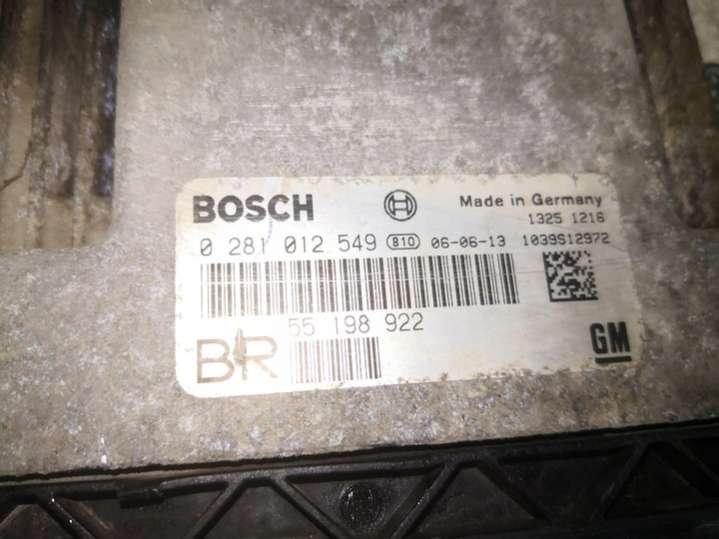 BOSCH Made in Germany
1325 1216
0 281 012 549 810 06-06-13 1039S12972
55 198 922
BR GM